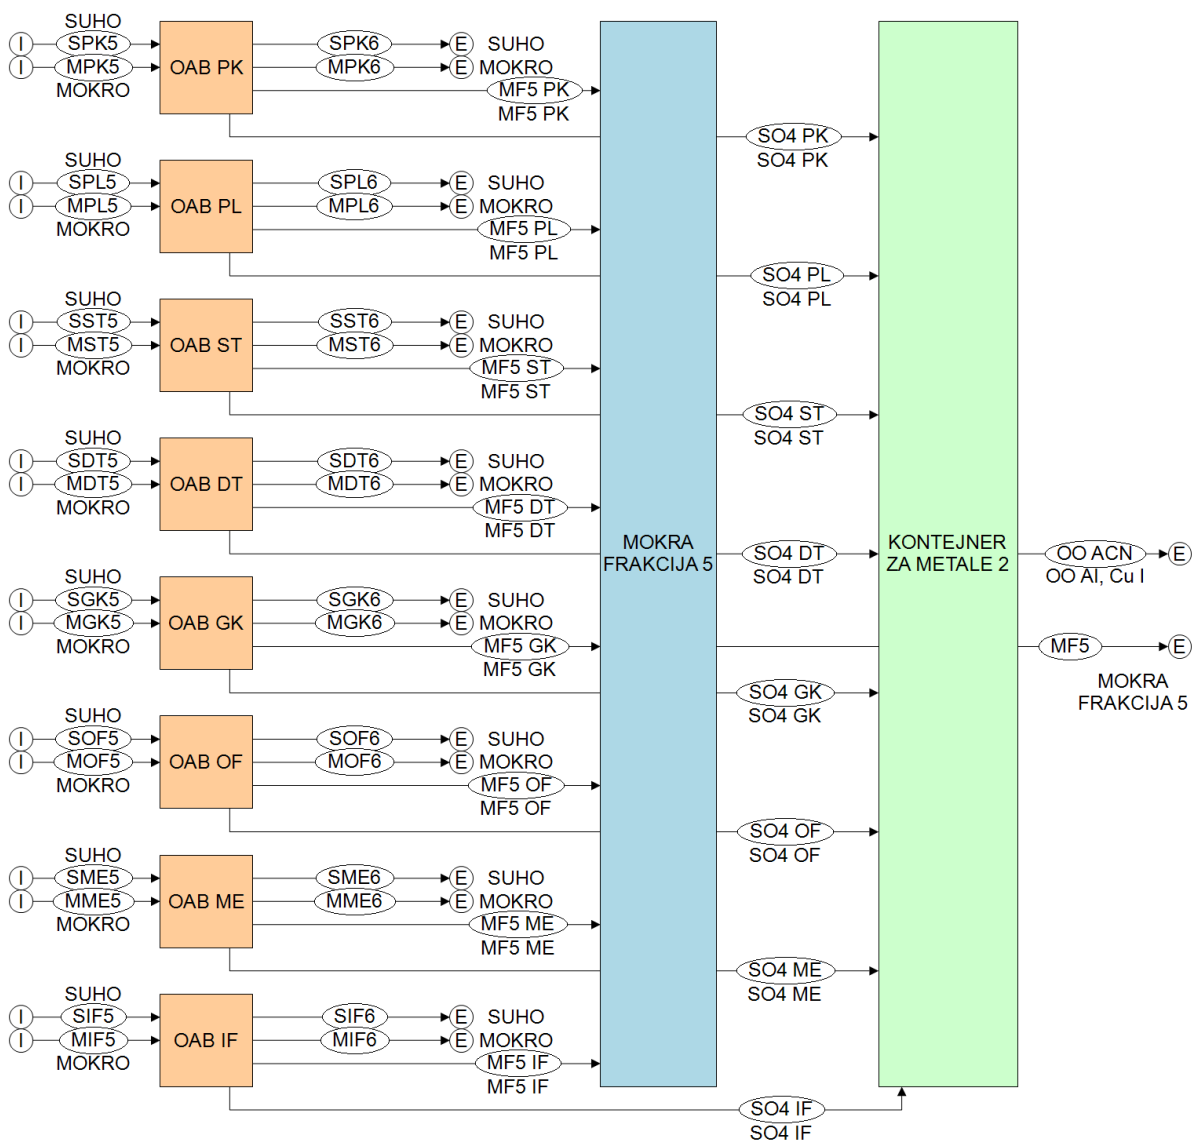 SUHO
I SPK5 OAB PK SPK6 E SUHO
I MPK5 MPK6 E MOKRO
MOKRO
MF5 PK
MF5 PK
SO4 PK
SO4 PK
SUHO
I SPL5 OAB PL SPL6 E SUHO
I MPL5 MPL6 E MOKRO
MOKRO
MF5 PL
MF5 PL
SO4 PL
SO4 PL
SUHO
I SST5 OAB ST SST6 E SUHO
I MST5 MST6 E MOKRO
MOKRO
MF5 ST
MF5 ST
SO4 ST
SO4 ST
SUHO
I SDT5 OAB DT SDT6 E SUHO
I MDT5 MDT6 E MOKRO
MOKRO
MF5 DT
MF5 DT
MOKRA
FRAKCIJA 5
SO4 DT
SO4 DT
KONTEJNER
ZA METALE 2
OO ACN E
OO Al, Cu I
SUHO
I SGK5 OAB GK SGK6 E SUHO
I MGK5 MGK6 E MOKRO
MOKRO
MF5 GK
MF5 GK
MF5 E
MOKRA
FRAKCIJA 5
SO4 GK
SO4 GK
SUHO
I SOF5 OAB OF SOF6 E SUHO
I MOF5 MOF6 E MOKRO
MOKRO
MF5 OF
MF5 OF
SO4 OF
SO4 OF
SUHO
I SME5 OAB ME SME6 E SUHO
I MME5 MME6 E MOKRO
MOKRO
MF5 ME
MF5 ME
SO4 ME
SO4 ME
SUHO
I SIF5 OAB IF SIF6 E SUHO
I MIF5 MIF6 E MOKRO
MOKRO
MF5 IF
MF5 IF
SO4 IF
SO4 IF